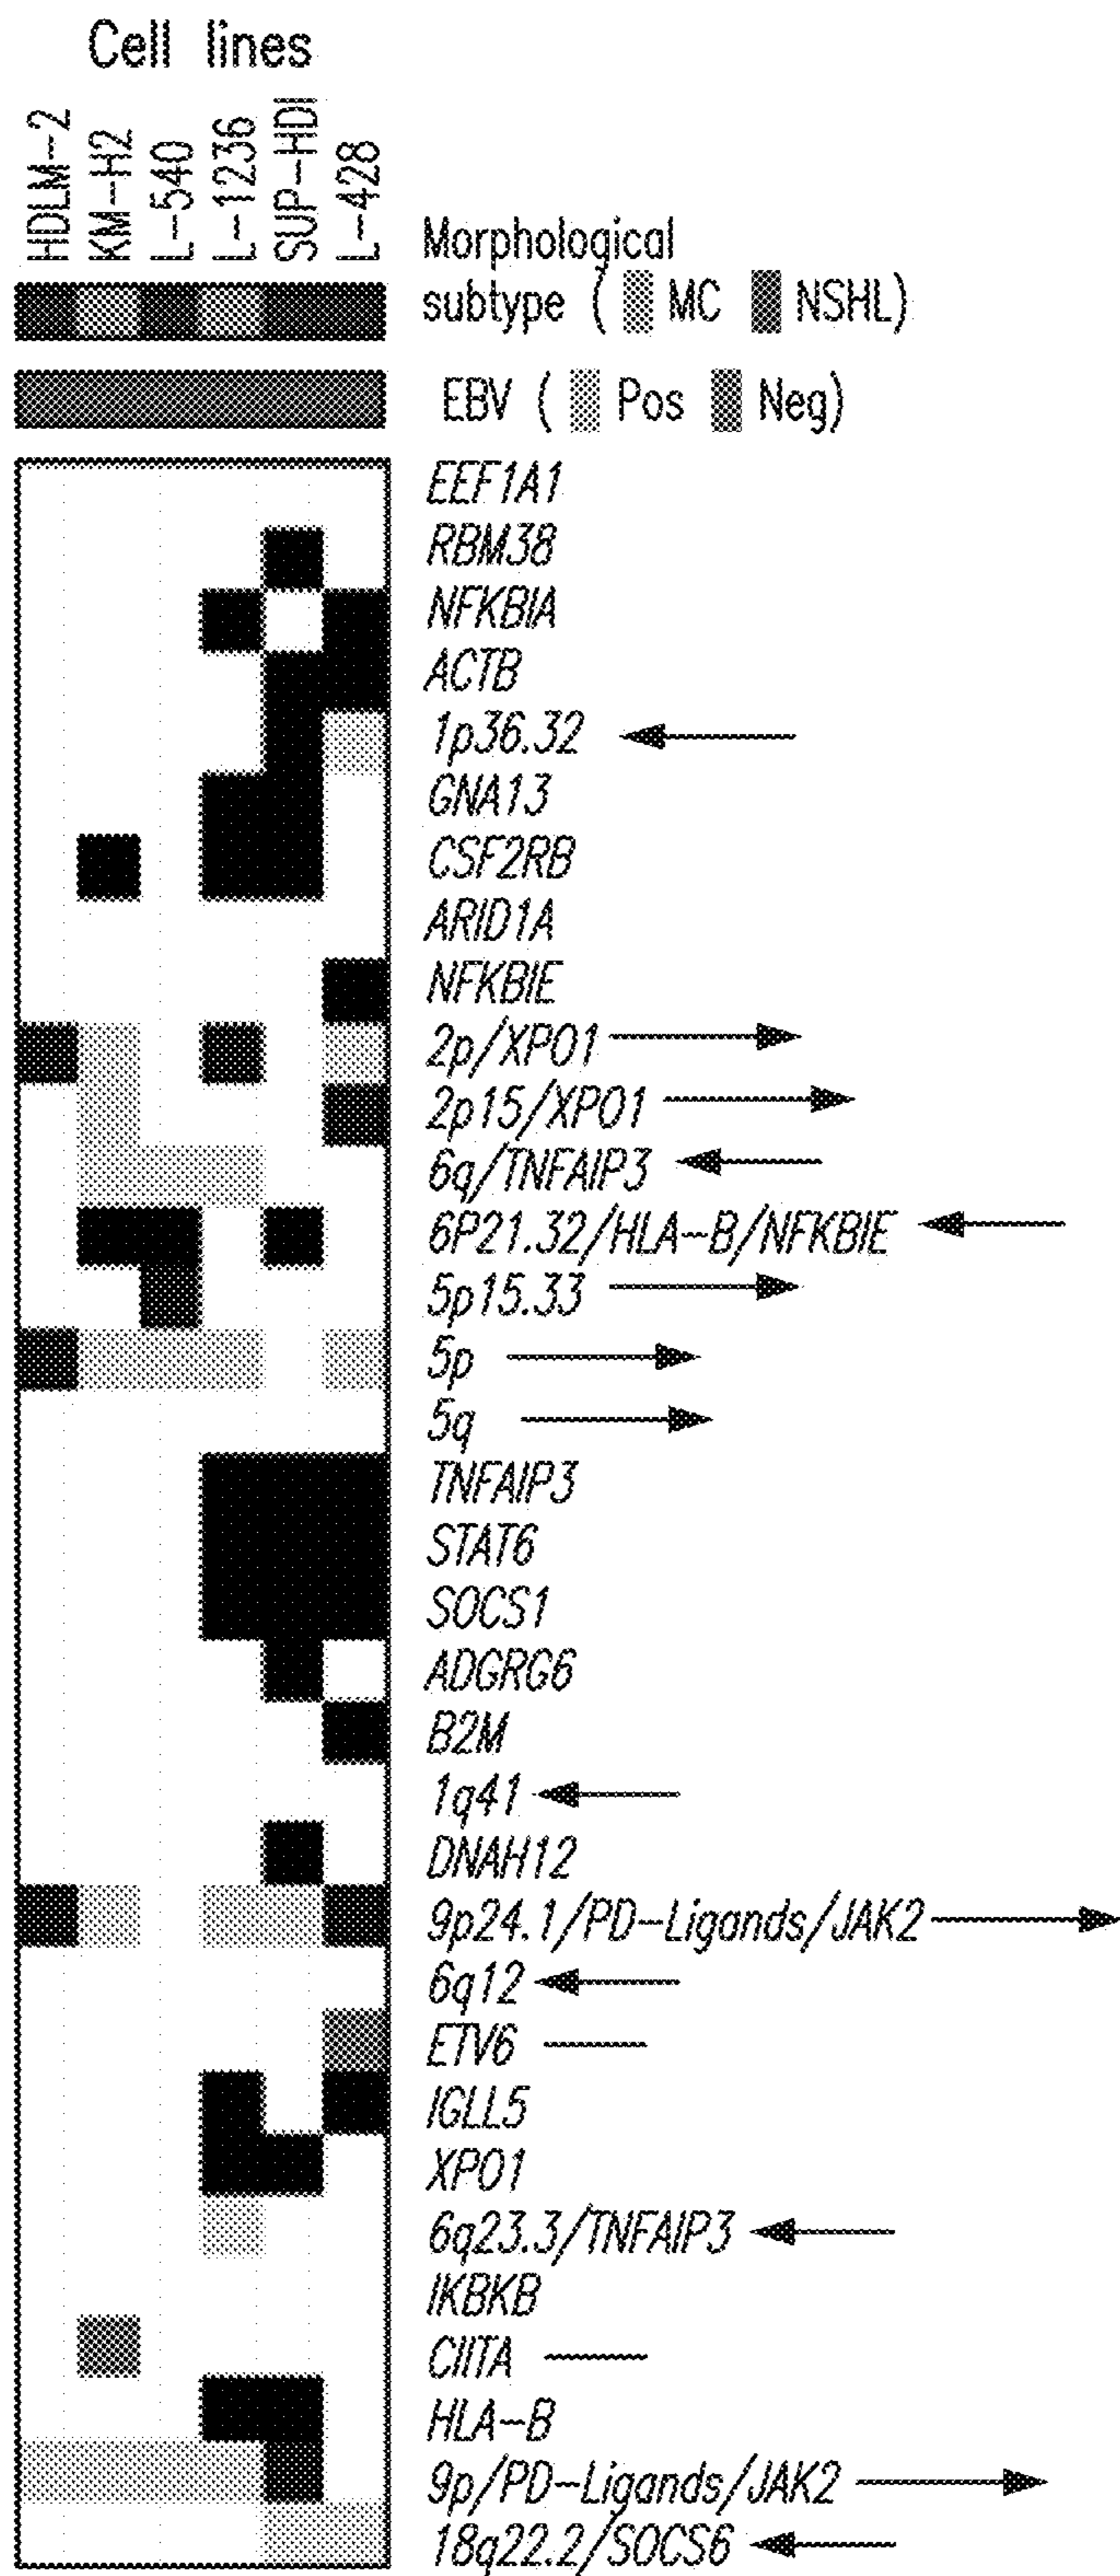 Cell lines
HDLM-2
KM-H2
L-540
L-1236
SUP-HDI
L-428
Morphological
subtype ( MC NSHL)
EBV ( Pos Neg)
EEF1A1
RBM38
NFKBIA
ACTB
1p36.32
GNA13
CSF2RB
ARID1A
NFKBIE
2p/XPO1
2p15/XPO1
6q/TNFAIP3
6P21.32/HLA-B/NFKBIE
5p15.33
5p
5q
TNFAIP3
STAT6
SOCS1
ADGRG6
B2M
1q41
DNAH12
9p24.1/PD-Ligands/JAK2
6q12
ETV6
IGLL5
XPO1
6q23.3/TNFAIP3
IKBKB
CIITA
HLA-B
9p/PD-Ligands/JAK2
18q22.2/SOCS6